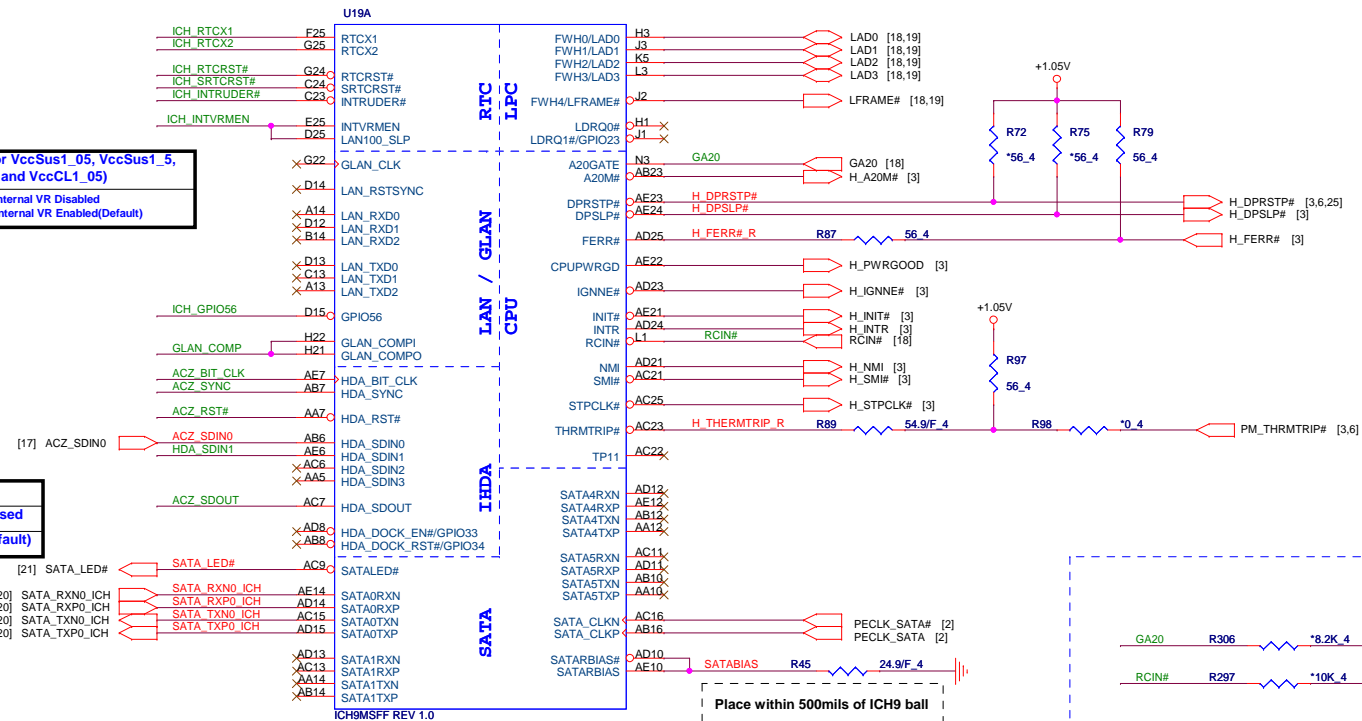 U19A
ICH_RTCX1 F25 RTCX1
ICH_RTCX2 G25 RTCX2
ICH_RTCRST# G24 RTCRST#
ICH_SRTCRST# C24 SRTCRST#
ICH_INTRUDER# C23 INTRUDER#
ICH_INTVRMEN E25 INTVRMEN
D25 LAN100_SLP
or VccSus1_05, VccSus1_5,
and VccCL1_05)
nternal VR Disabled
nternal VR Enabled(Default)
G22 GLAN_CLK
D14 LAN_RSTSYNC
A14 LAN_RXD0
D12 LAN_RXD1
B14 LAN_RXD2
D13 LAN_TXD0
C13 LAN_TXD1
A13 LAN_TXD2
ICH_GPIO56 D15 GPIO56
H22 GLAN_COMPI
GLAN_COMP H21 GLAN_COMPO
ACZ_BIT_CLK AE7 HDA_BIT_CLK
ACZ_SYNC AB7 HDA_SYNC
ACZ_RST# AA7 HDA_RST#
[17] ACZ_SDIN0 ACZ_SDIN0 AB6 HDA_SDIN0
HDA_SDIN1 AE6 HDA_SDIN1
AC6 HDA_SDIN2
AA5 HDA_SDIN3
sed
fault)
ACZ_SDOUT AC7 HDA_SDOUT
AD8 HDA_DOCK_EN#/GPIO33
AB8 HDA_DOCK_RST#/GPIO34
[21] SATA_LED# SATA_LED# AC9 SATALED#
20] SATA_RXN0_ICH SATA_RXN0_ICH AE14 SATA0RXN
20] SATA_RXP0_ICH SATA_RXP0_ICH AD14 SATA0RXP
20] SATA_TXN0_ICH SATA_TXN0_ICH AC15 SATA0TXN
20] SATA_TXP0_ICH SATA_TXP0_ICH AD15 SATA0TXP
AD13 SATA1RXN
AC13 SATA1RXP
AA14 SATA1TXN
AB14 SATA1TXP
ICH9MSFF REV 1.0
RTC
LPC
LAN / GLAN
CPU
IHDA
SATA
FWH0/LAD0 H3 LAD0 [18,19]
FWH1/LAD1 J3 LAD1 [18,19]
FWH2/LAD2 K5 LAD2 [18,19]
FWH3/LAD3 L3 LAD3 [18,19]
FWH4/LFRAME# J2 LFRAME# [18,19]
LDRQ0# H1
LDRQ1#/GPIO23 J1
A20GATE N3 GA20 GA20 [18]
A20M# AB23 H_A20M# [3]
DPRSTP# AE23 H_DPRSTP# H_DPRSTP# [3,6,25]
DPSLP# AE24 H_DPSLP# H_DPSLP# [3]
FERR# AD25 H_FERR#_R R87 56_4 H_FERR# [3]
CPUPWRGD AE22 H_PWRGOOD [3]
IGNNE# AD23 H_IGNNE# [3]
INIT# AE21 H_INIT# [3]
INTR AD24 H_INTR [3]
RCIN# L1 RCIN# RCIN# [18]
NMI AD21 H_NMI [3]
SMI# AC21 H_SMI# [3]
STPCLK# AC25 H_STPCLK# [3]
THRMTRIP# AC23 H_THERMTRIP_R R89 54.9/F_4 R98 *0_4 PM_THRMTRIP# [3,6]
TP11 AC22
SATA4RXN AD12
SATA4RXP AE12
SATA4TXN AB12
SATA4TXP AA12
SATA5RXN AC11
SATA5RXP AD11
SATA5TXN AB10
SATA5TXP AA10
SATA_CLKN AC16 PECLK_SATA# [2]
SATA_CLKP AB16 PECLK_SATA [2]
SATARBIAS# AD10
SATARBIAS AE10 SATABIAS R45 24.9/F_4
Place within 500mils of ICH9 ball
+1.05V
R72 R75 R79
*56_4 *56_4 56_4
+1.05V
R97
56_4
GA20 R306 *8.2K_4
RCIN# R297 *10K_4